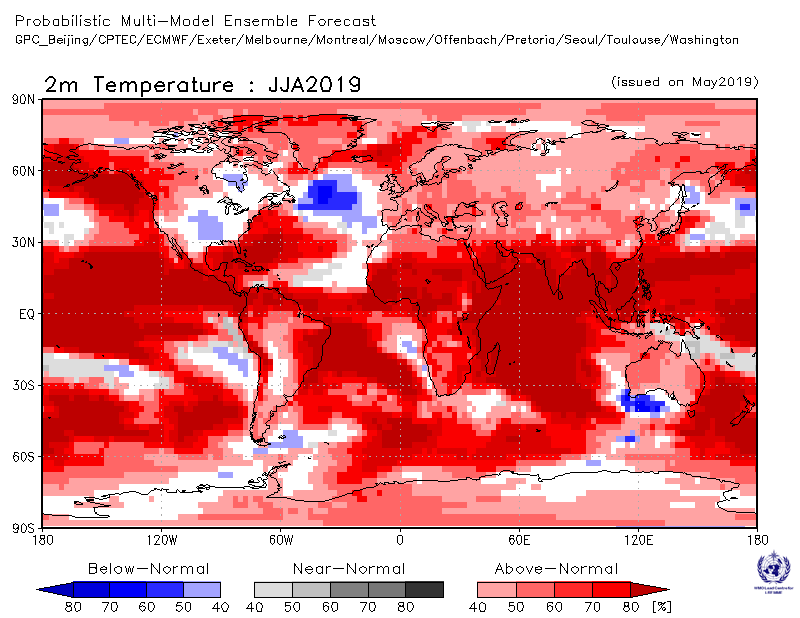 Probabilistic Multi-Model Ensemble Forecast
GPC_Beijing/CPTEC/ECMWF/Exeter/Melbourne/Montreal/Moscow/Offenbach/Pretoria/Seoul/Toulouse/Washington
2m Temperature : JJA2019 (issued on May2019)
90N
60N
30N
EQ
30S
60S
90S
180 120W 60W 0 60E 120E 180
Below-Normal Near-Normal Above-Normal
80 70 60 50 40 40 50 60 70 80 40 50 60 70 80 [%]